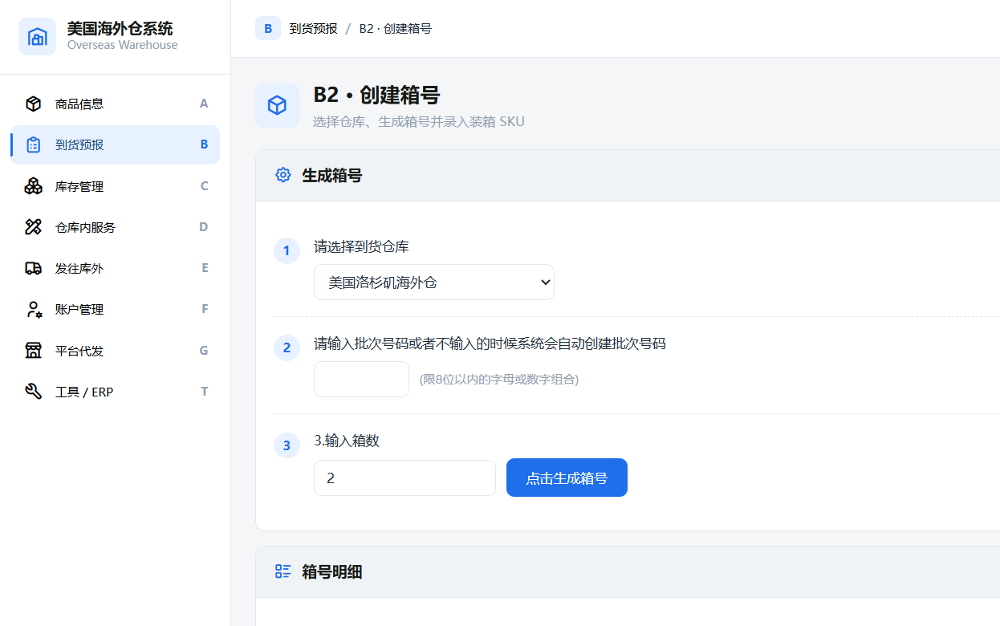 美国海外仓系统
Overseas Warehouse
商品信息 A
到货预报 B
库存管理 C
仓库内服务 D
发往库外 E
账户管理 F
平台代发 G
工具 / ERP T
B 到货预报 / B2 · 创建箱号
B2 • 创建箱号
选择仓库、生成箱号并录入装箱 SKU
生成箱号
1 请选择到货仓库
美国洛杉矶海外仓
2 请输入批次号码或者不输入的时候系统会自动创建批次号码
(限8位以内的字母或数字组合)
3 3.输入箱数
2 点击生成箱号
箱号明细